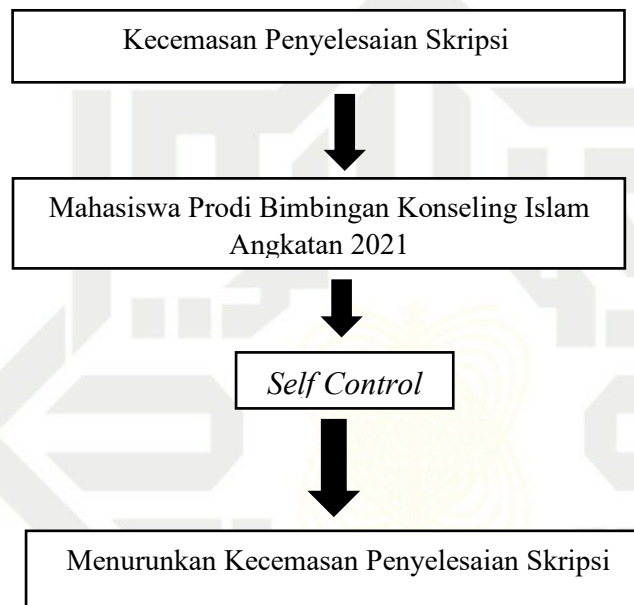 Kecemasan Penyelesaian Skripsi
Mahasiswa Prodi Bimbingan Konseling Islam
Angkatan 2021
Self Control
Menurunkan Kecemasan Penyelesaian Skripsi